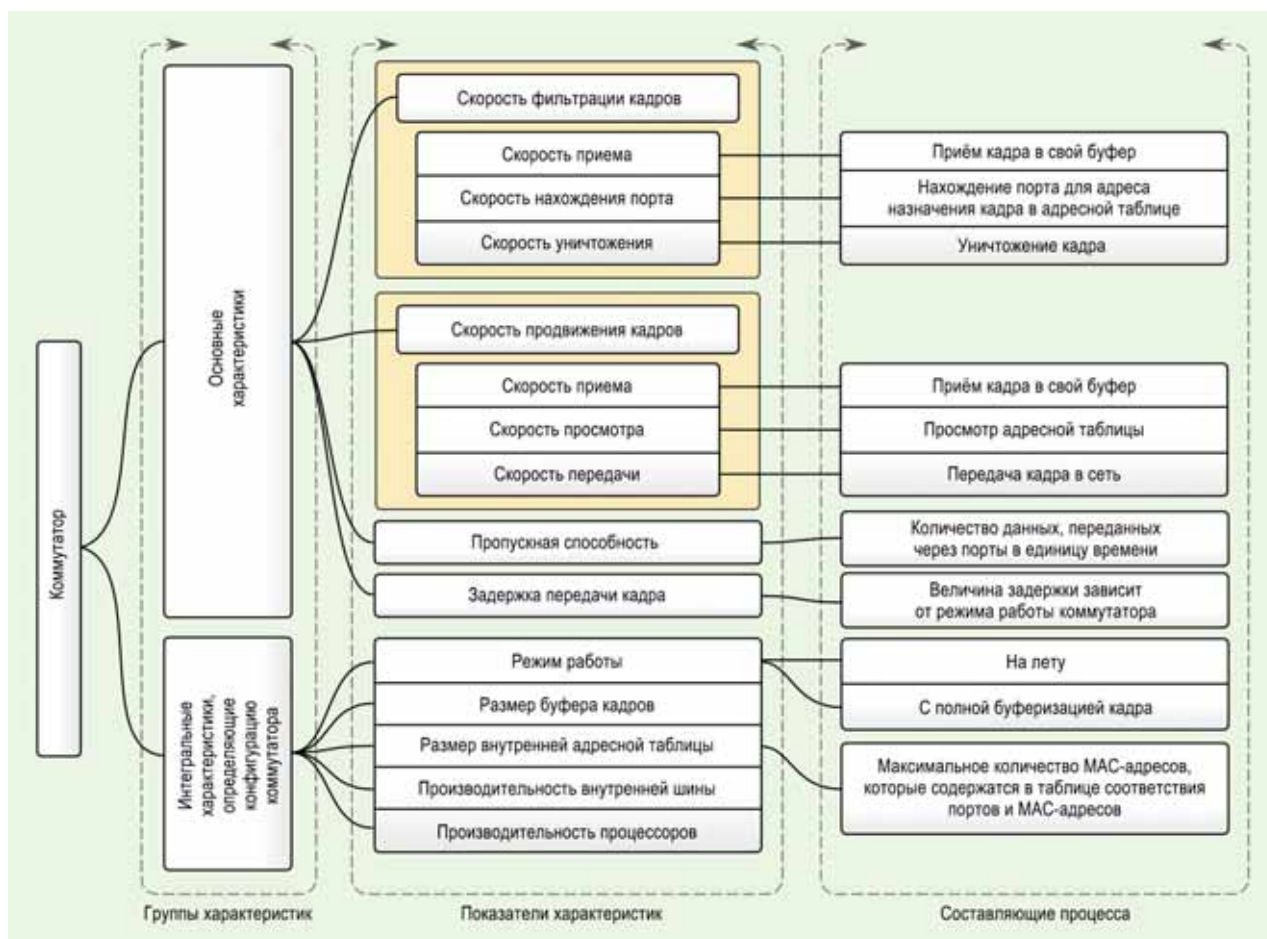 Коммутатор
Основные
характеристики
Интегральные
характеристики,
определяющие
конфигурацию
коммутатора
Скорость фильтрации кадров
Скорость приема
Скорость нахождения порта
Скорость уничтожения
Скорость продвижения кадров
Скорость приема
Скорость просмотра
Скорость передачи
Пропускная способность
Задержка передачи кадра
Режим работы
Размер буфера кадров
Размер внутренней адресной таблицы
Производительность внутренней шины
Производительность процессоров
Приём кадра в свой буфер
Нахождение порта для адреса
назначения кадра в адресной таблице
Уничтожение кадра
Приём кадра в свой буфер
Просмотр адресной таблицы
Передача кадра в сеть
Количество данных, переданных
через порты в единицу времени
Величина задержки зависит
от режима работы коммутатора
На лету
С полной буферизацией кадра
Максимальное количество MAC-адресов,
которые содержатся в таблице соответствия
портов и MAC-адресов
Группы характеристик
Показатели характеристик
Составляющие процесса